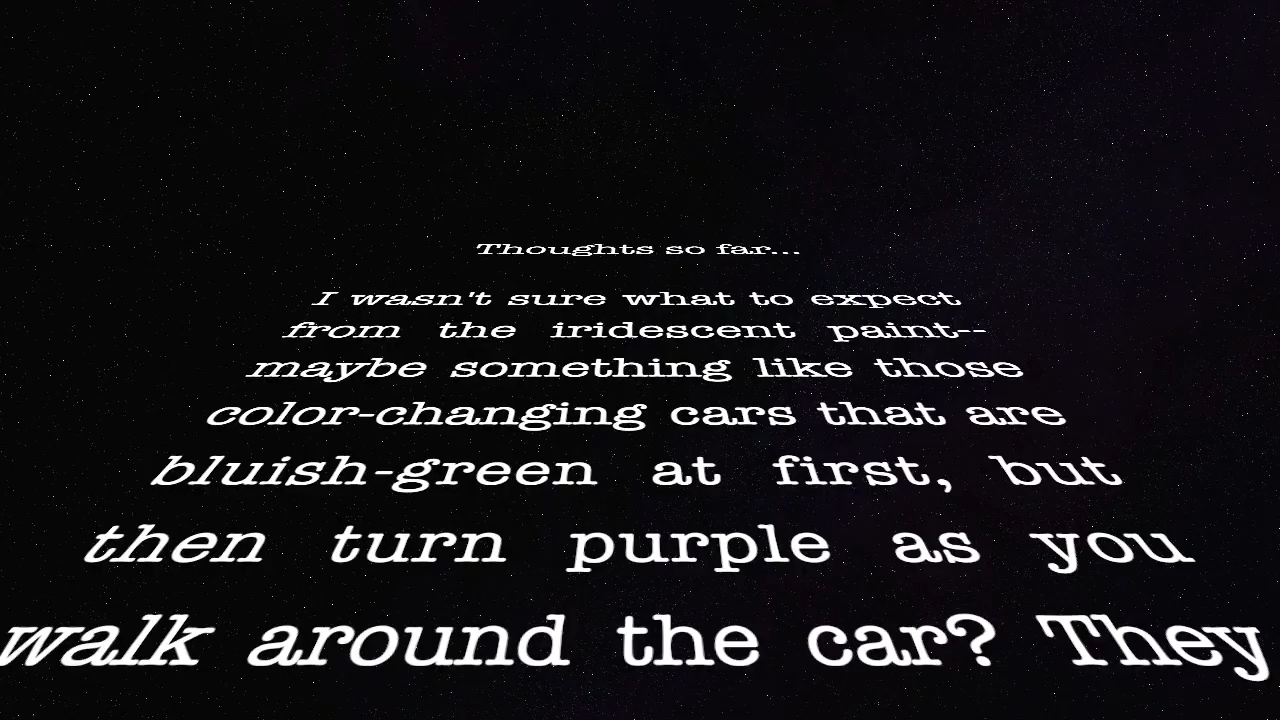 Thoughts so far...
I wasn't sure what to expect
from the iridescent paint--
maybe something like those
color-changing cars that are
bluish-green at first, but
then turn purple as you
walk around the car? They